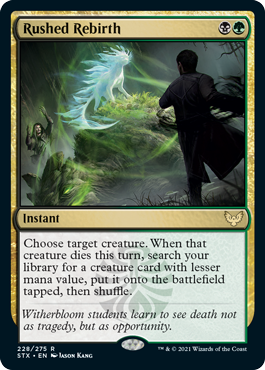 Rushed Rebirth
Instant
Choose target creature. When that
creature dies this turn, search your
library for a creature card with lesser
mana value, put it onto the battlefield
tapped, then shuffle.
Witherbloom students learn to see death not
as tragedy, but as opportunity.
228/275 R
STX • EN Jason Kang
™ & © 2021 Wizards of the Coast